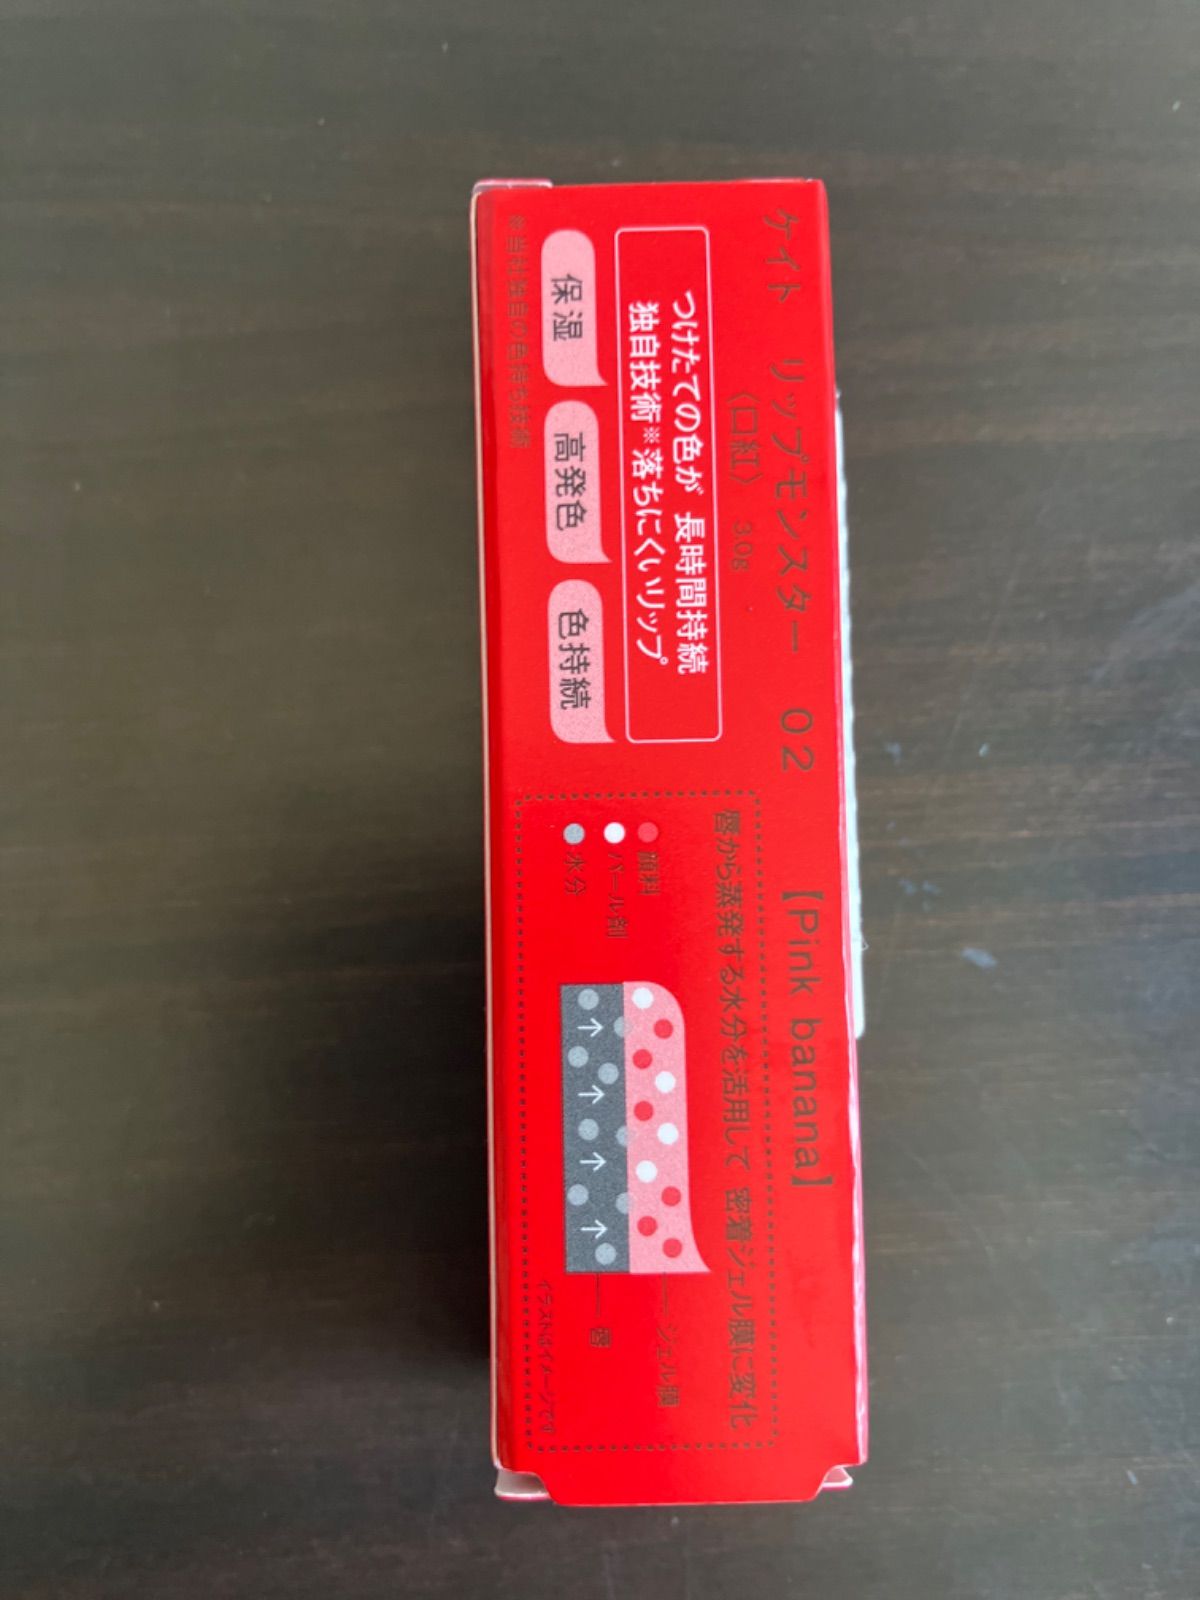 ケイト リップモンスター 02 【Pink banana】
〈口紅〉 3.0g
つけたての色が 長時間持続
独自技術※落ちにくいリップ
保湿 高発色 色持続
※当社独自の色持ち技術
唇から蒸発する水分を活用して 密着ジェル膜に変化
顔料
パール剤
水分
ジェル膜
唇
イラストはイメージです